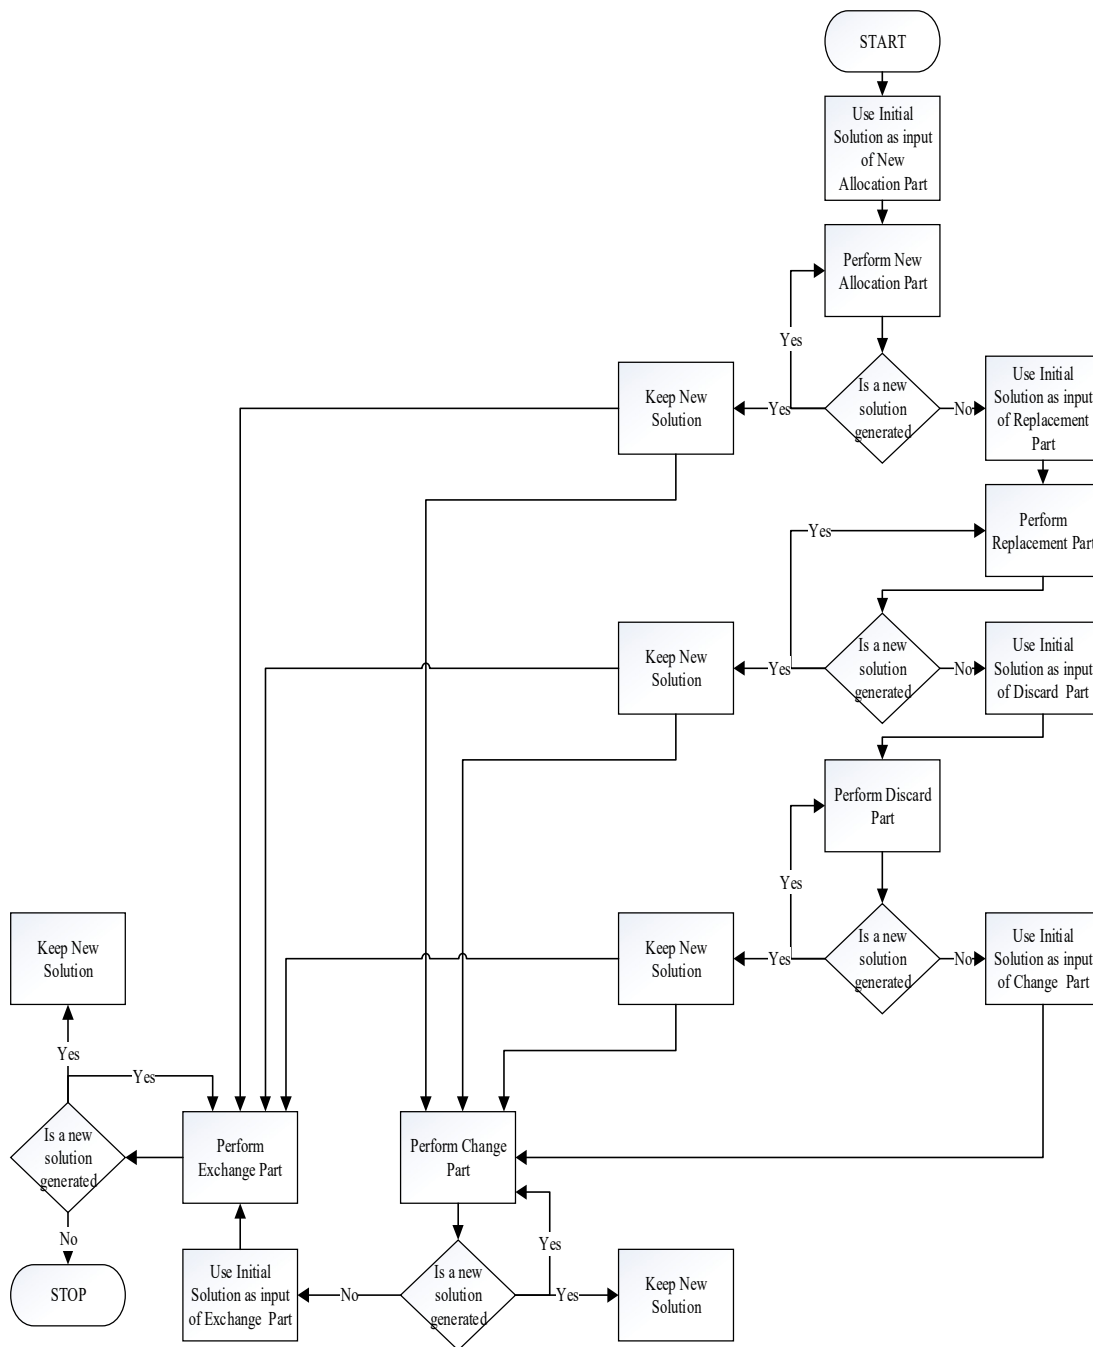 START
Use Initial
Solution as input
of New
Allocation Part
Perform New
Allocation Part
Yes
Is a new
solution
generated
Yes
No
Keep New
Solution
Use Initial
Solution as input
of Replacement
Part
Perform
Replacement Part
Yes
Is a new
solution
generated
Yes
No
Keep New
Solution
Use Initial
Solution as input
of Discard Part
Perform Discard
Part
Yes
Is a new
solution
generated
Yes
No
Keep New
Solution
Use Initial
Solution as input
of Change Part
Keep New
Solution
Yes
Yes
Is a new
solution
generated
Perform
Exchange Part
Perform Change
Part
No
Yes
STOP
Use Initial
Solution as input
of Exchange Part
No
Is a new
solution
generated
Yes
Keep New
Solution